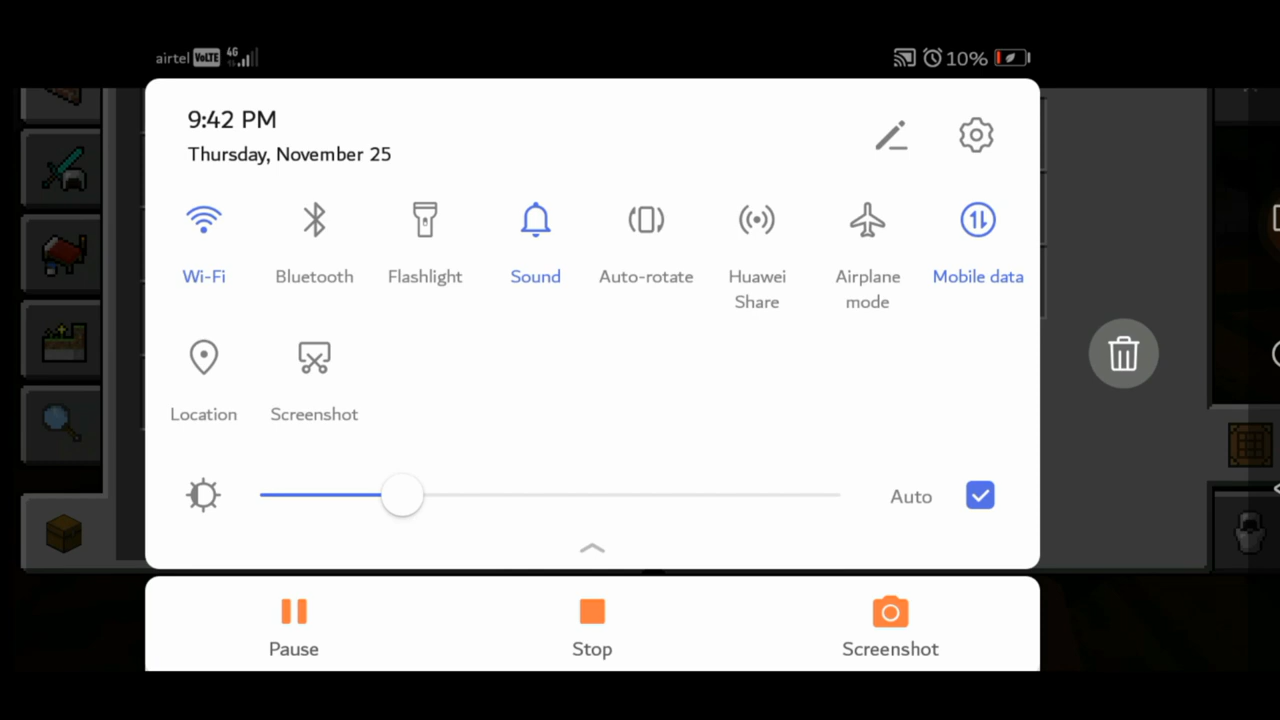 airtel VoLTE 4G 10%
9:42 PM
Thursday, November 25
Wi-Fi Bluetooth Flashlight Sound Auto-rotate Huawei Share Airplane mode Mobile data
Location Screenshot
Auto
Pause Stop Screenshot